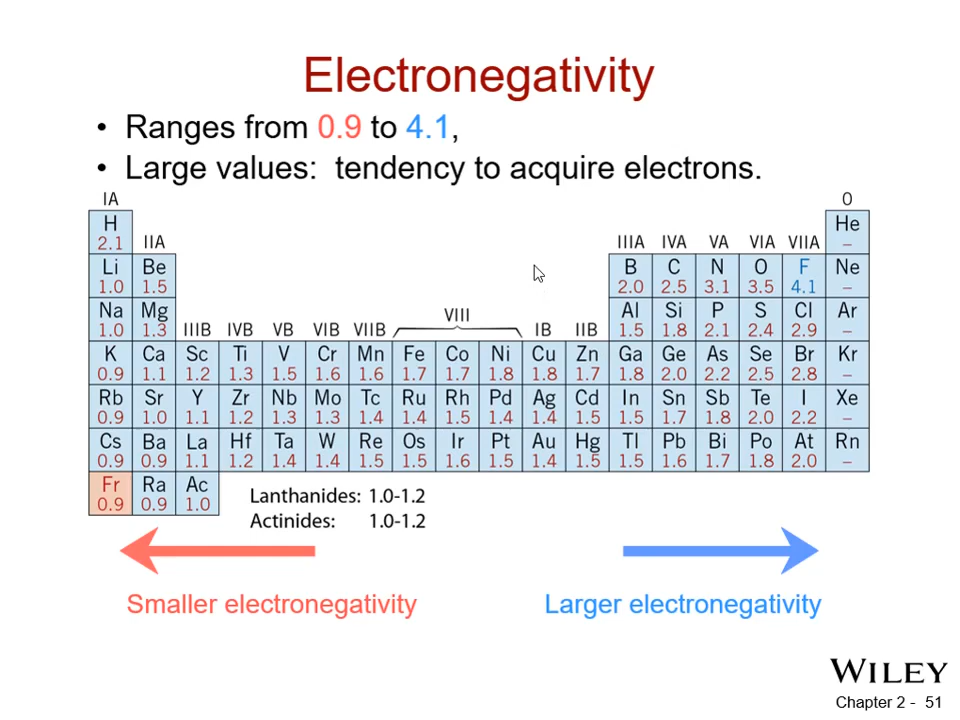 Electronegativity
• Ranges from 0.9 to 4.1,
• Large values: tendency to acquire electrons.
IA 0
H He
2.1 IIA IIIA IVA VA VIA VIIA –
Li Be B C N O F Ne
1.0 1.5 2.0 2.5 3.1 3.5 4.1 –
Na Mg VIII Al Si P S Cl Ar
1.0 1.3 IIIB IVB VB VIB VIIB IB IIB 1.5 1.8 2.1 2.4 2.9 –
K Ca Sc Ti V Cr Mn Fe Co Ni Cu Zn Ga Ge As Se Br Kr
0.9 1.1 1.2 1.3 1.5 1.6 1.6 1.7 1.7 1.8 1.8 1.7 1.8 2.0 2.2 2.5 2.8 –
Rb Sr Y Zr Nb Mo Tc Ru Rh Pd Ag Cd In Sn Sb Te I Xe
0.9 1.0 1.1 1.2 1.3 1.3 1.4 1.4 1.5 1.4 1.4 1.5 1.5 1.7 1.8 2.0 2.2 –
Cs Ba La Hf Ta W Re Os Ir Pt Au Hg Tl Pb Bi Po At Rn
0.9 0.9 1.1 1.2 1.4 1.4 1.5 1.5 1.6 1.5 1.4 1.5 1.5 1.6 1.7 1.8 2.0 –
Fr Ra Ac
0.9 0.9 1.0
Lanthanides: 1.0-1.2
Actinides: 1.0-1.2
Smaller electronegativity Larger electronegativity
WILEY
Chapter 2 - 51